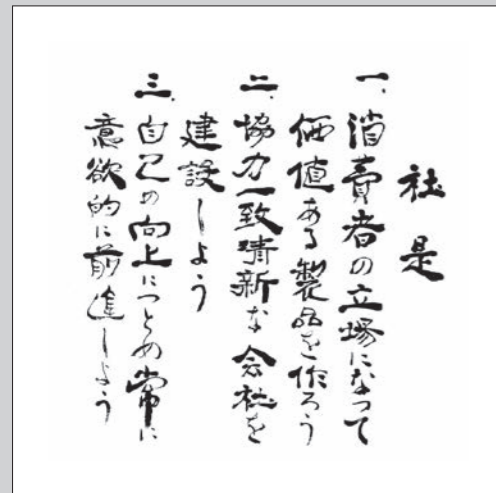 社是
一、消費者の立場になって
価値ある製品を作ろう
二、協力一致清新な会社を
建設しよう
三、自己の向上につとめ常に
意欲的に前進しよう